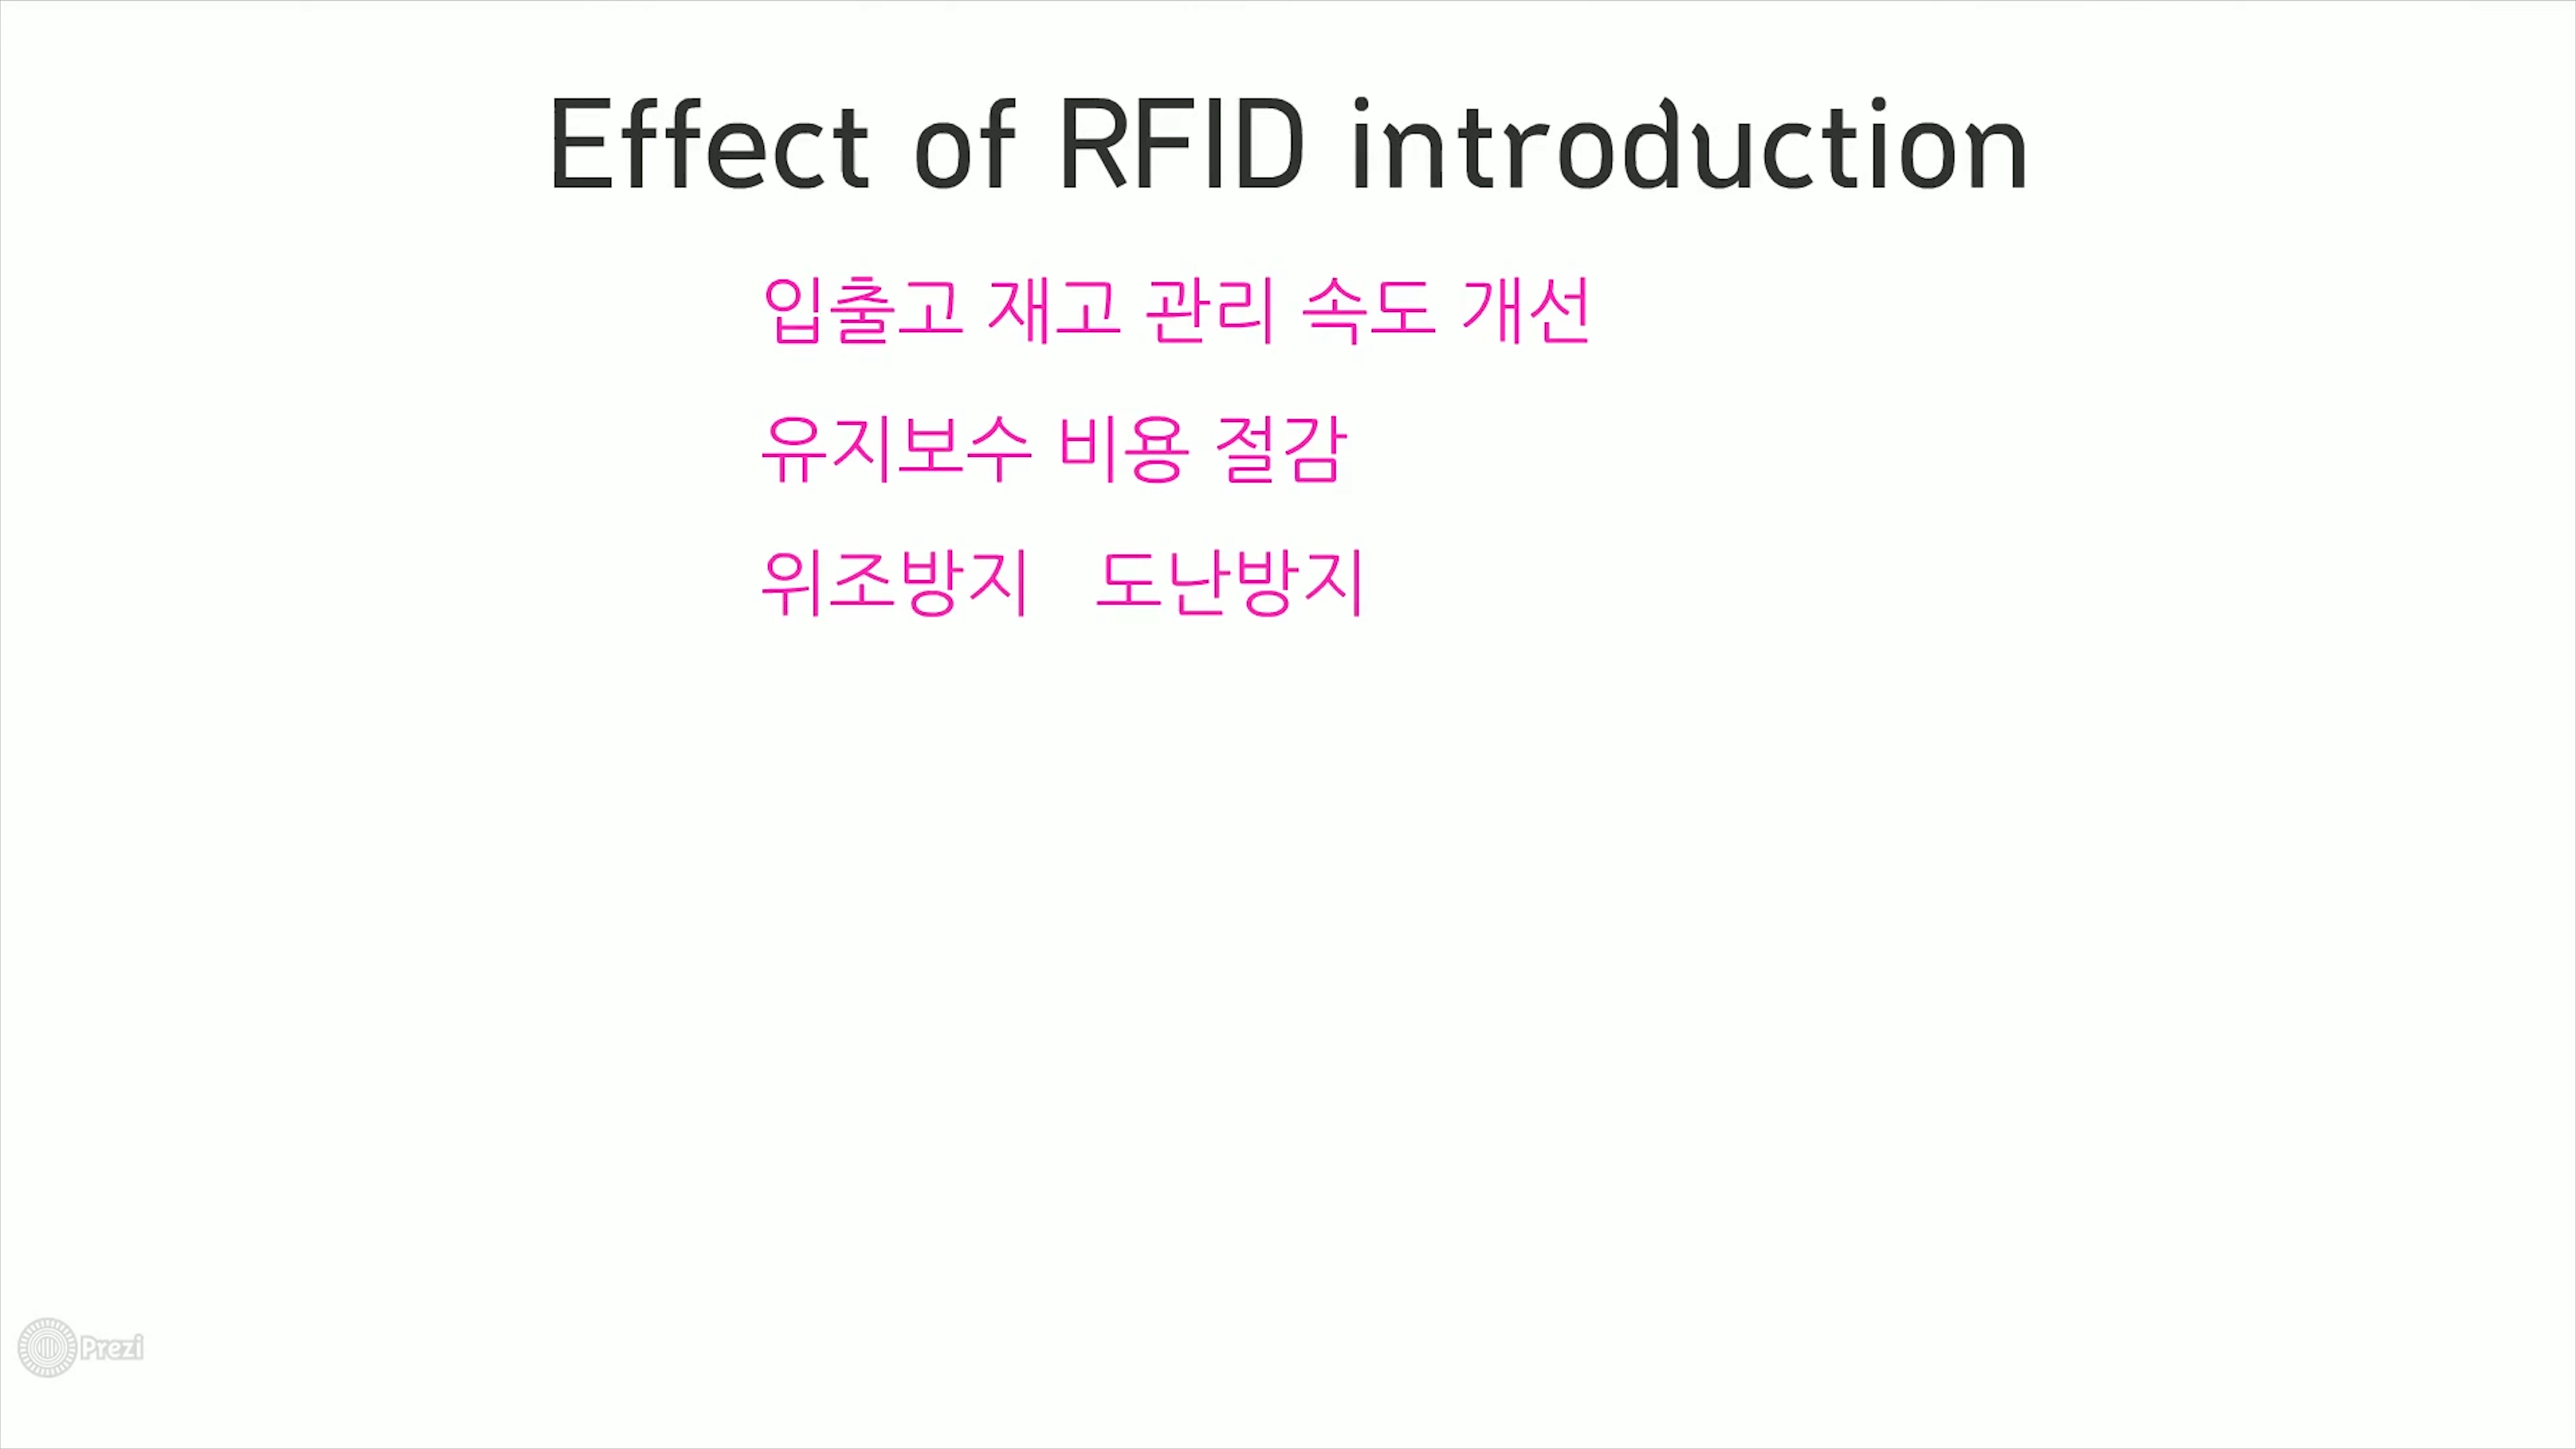 Effect of RFID introduction
입출고 재고 관리 속도 개선
유지보수 비용 절감
위조방지 도난방지
Prezi